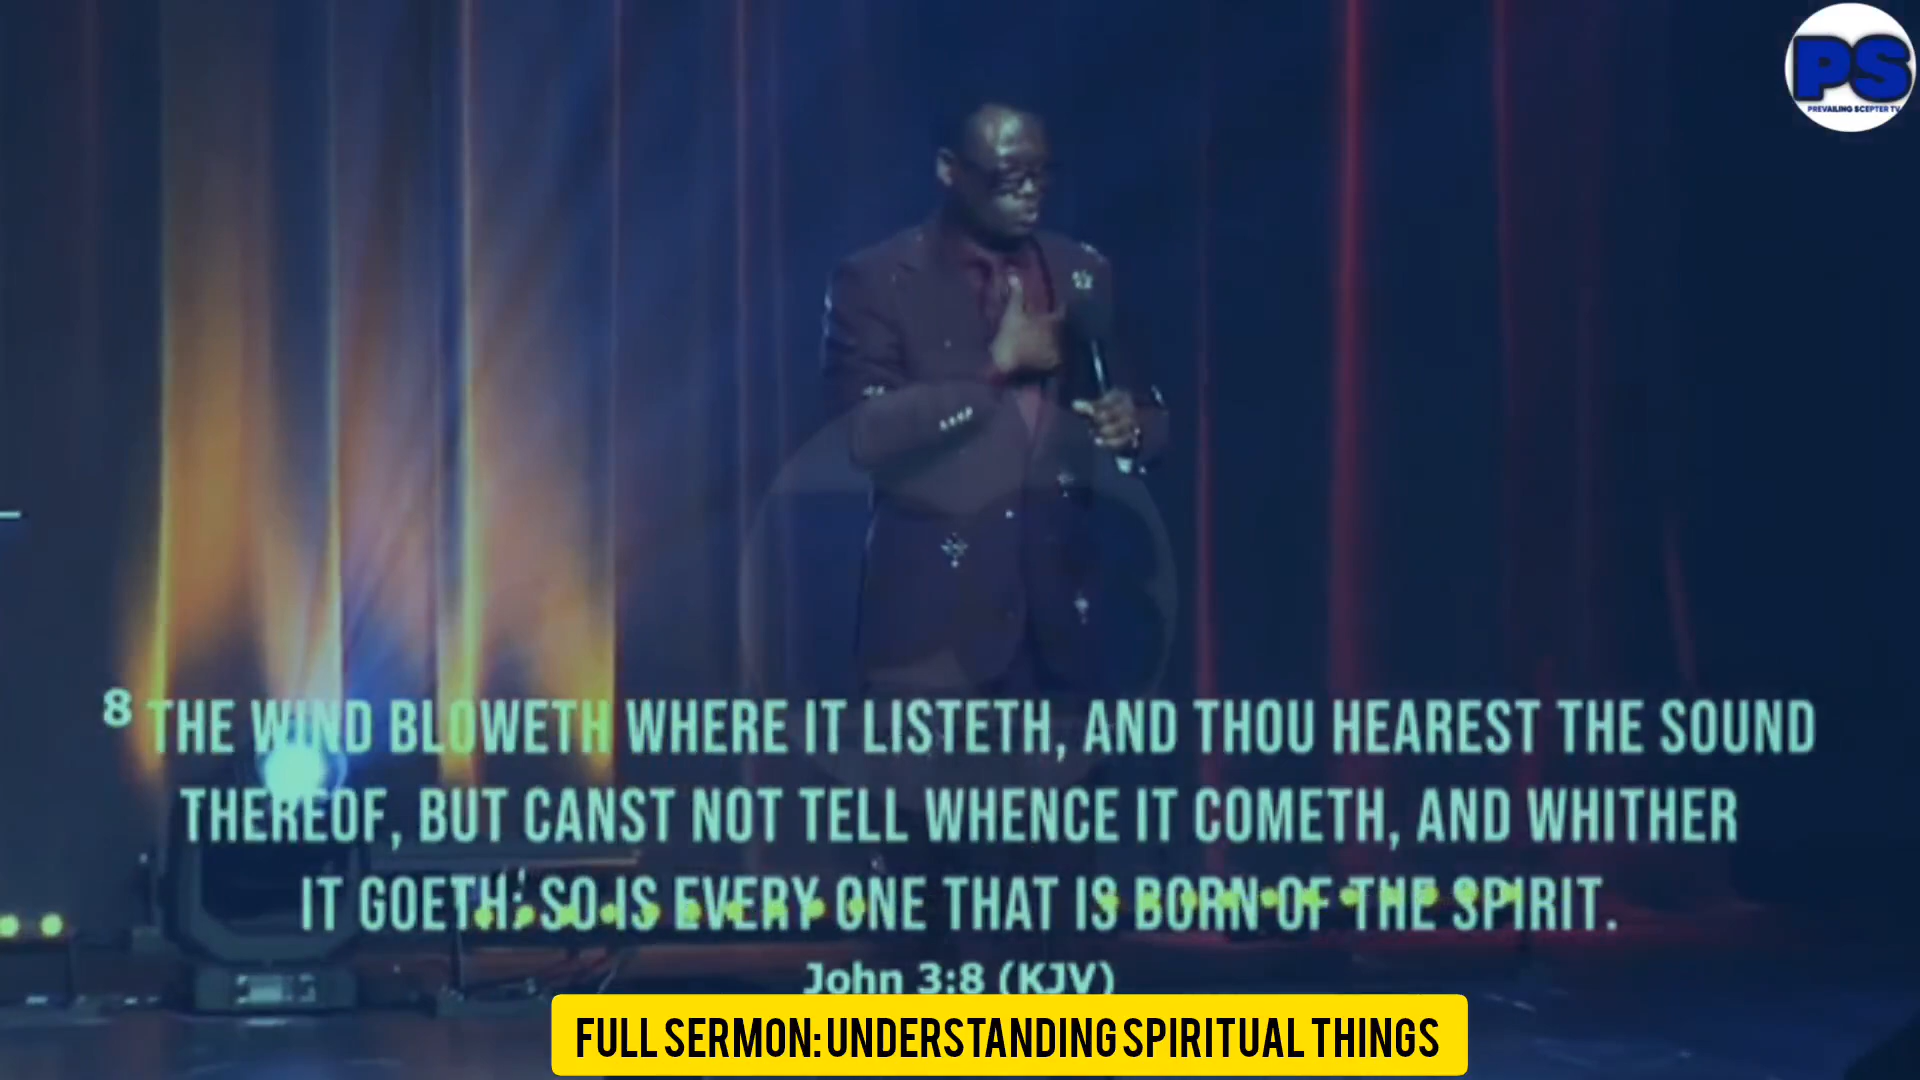 PS
PREVAILING SCEPTER TV
8 THE WIND BLOWETH WHERE IT LISTETH, AND THOU HEAREST THE SOUND
THEREOF, BUT CANST NOT TELL WHENCE IT COMETH, AND WHITHER
IT GOETH: SO IS EVERY ONE THAT IS BORN OF THE SPIRIT.
John 3:8 (KJV)
FULL SERMON: UNDERSTANDING SPIRITUAL THINGS